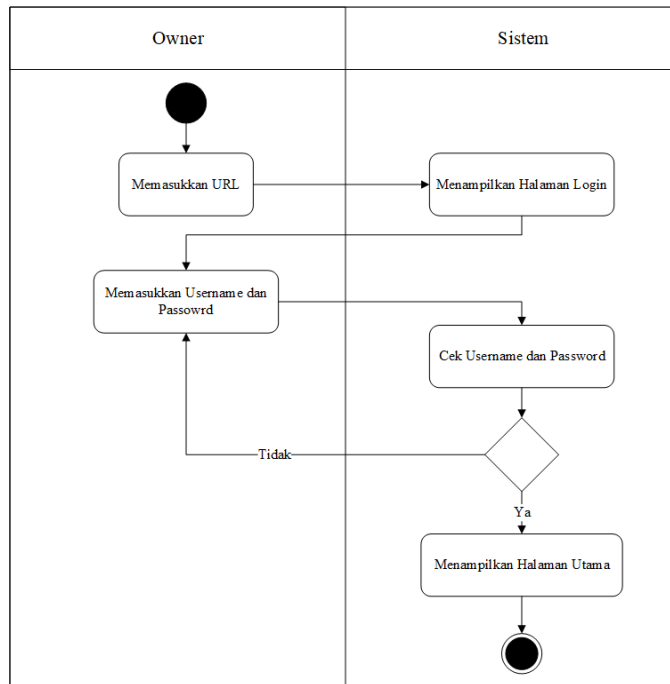 Owner
Sistem
Memasukkan URL
Menampilkan Halaman Login
Memasukkan Username dan
Passowrd
Cek Username dan Password
Tidak
Ya
Menampilkan Halaman Utama